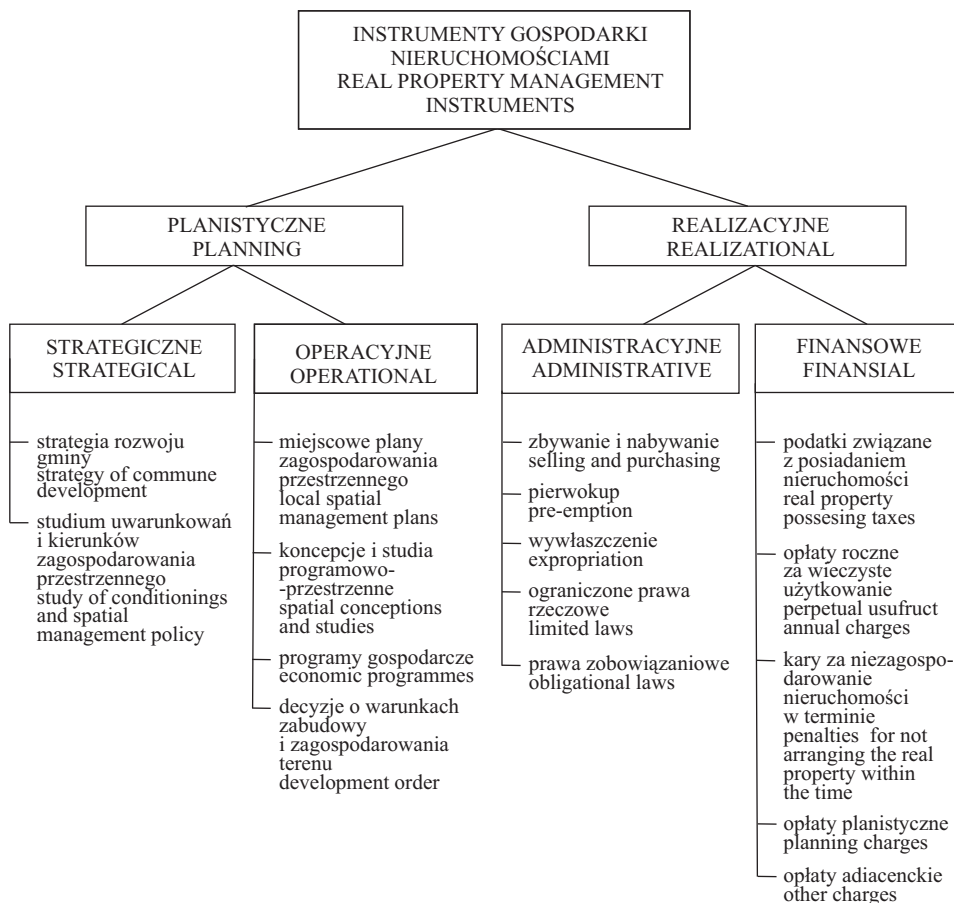 INSTRUMENTY GOSPODARKI
NIERUCHOMOŚCIAMI
REAL PROPERTY MANAGEMENT
INSTRUMENTS
PLANISTYCZNE
PLANNING
REALIZACYJNE
REALIZATIONAL
STRATEGICZNE
STRATEGICAL
OPERACYJNE
OPERATIONAL
ADMINISTRACYJNE
ADMINISTRATIVE
FINANSOWE
FINANSIAL
strategia rozwoju
gminy
strategy of commune
development
studium uwarunkowań
i kierunków
zagospodarowania
przestrzennego
study of conditionings
and spatial
management policy
miejscowe plany
zagospodarowania
przestrzennego
local spatial
management plans
koncepcje i studia
programowo-
-przestrzenne
spatial conceptions
and studies
programy gospodarcze
economic programmes
decyzje o warunkach
zabudowy
i zagospodarowania
terenu
development order
zbywanie i nabywanie
selling and purchasing
pierwokup
pre-emption
wywłaszczenie
expropriation
ograniczone prawa
rzeczowe
limited laws
prawa zobowiązaniowe
obligational laws
podatki związane
z posiadaniem
nieruchomości
real property
possesing taxes
opłaty roczne
za wieczyste
użytkowanie
perpetual usufruct
annual charges
kary za niezagospo-
darowanie
nieruchomości
w terminie
penalties for not
arranging the real
property within
the time
opłaty planistyczne
planning charges
opłaty adiacenckie
other charges